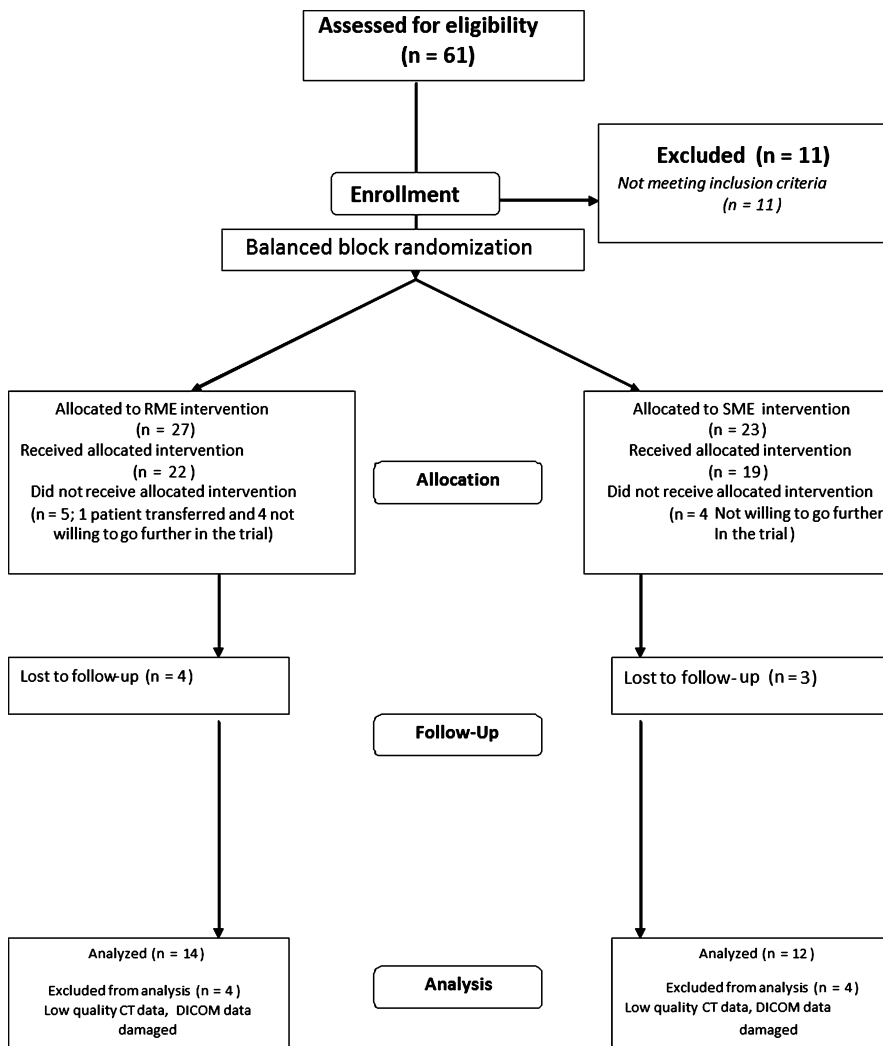 Assessed for eligibility
(n = 61)
Excluded (n = 11)
Not meeting inclusion criteria
(n = 11)
Enrollment
Balanced block randomization
Allocated to RME intervention
(n = 27)
Received allocated intervention
(n = 22)
Did not receive allocated intervention
(n = 5; 1 patient transferred and 4 not
willing to go further in the trial)
Allocation
Allocated to SME intervention
(n = 23)
Received allocated intervention
(n = 19)
Did not receive allocated intervention
(n = 4 Not willing to go further
In the trial)
Lost to follow-up (n = 4)
Follow-Up
Lost to follow-up (n = 3)
Analyzed (n = 14)
Excluded from analysis (n = 4)
Low quality CT data, DICOM data
damaged
Analysis
Analyzed (n = 12)
Excluded from analysis (n = 4)
Low quality CT data, DICOM data
damaged